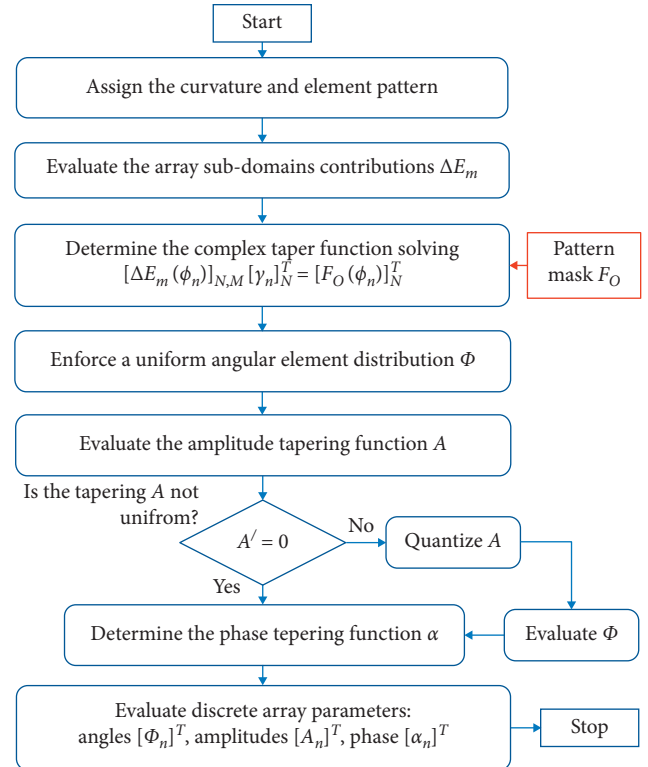 Start
Assign the curvature and element pattern
Evaluate the array sub-domains contributions ΔE_m
Determine the complex taper function solving
[ΔE_m (ϕ_n)]_{N,M} [γ_n]_N^T = [F_O (ϕ_n)]_N^T
Pattern
mask F_O
Enforce a uniform angular element distribution Φ
Evaluate the amplitude tapering function A
Is the tapering A not
unifrom?
A′ = 0
No
Quantize A
Yes
Determine the phase tepering function α
Evaluate Φ
Evaluate discrete array parameters:
angles [Φ_n]^T, amplitudes [A_n]^T, phase [α_n]^T
Stop